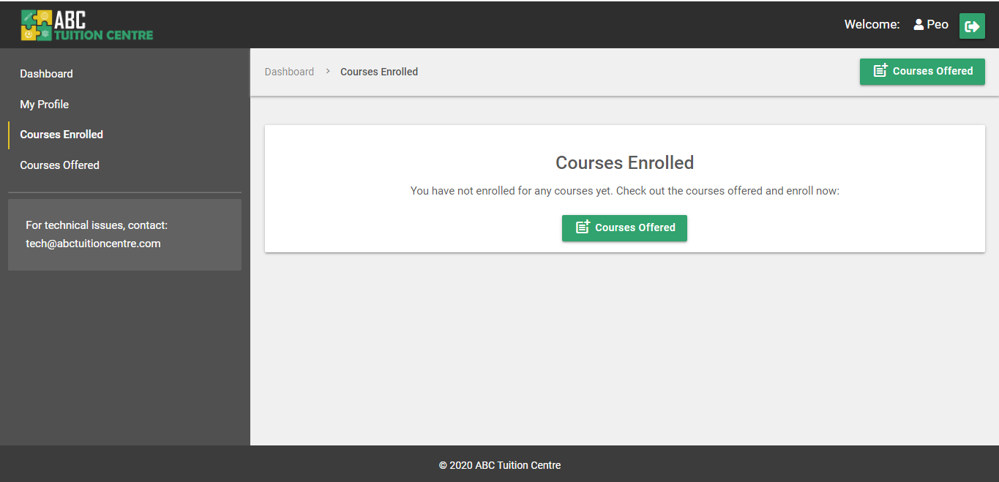 ABC
TUITION CENTRE
Welcome: Peo
Dashboard
My Profile
Courses Enrolled
Courses Offered
For technical issues, contact:
tech@abctuitioncentre.com
Dashboard > Courses Enrolled
Courses Offered
Courses Enrolled
You have not enrolled for any courses yet. Check out the courses offered and enroll now:
Courses Offered
© 2020 ABC Tuition Centre